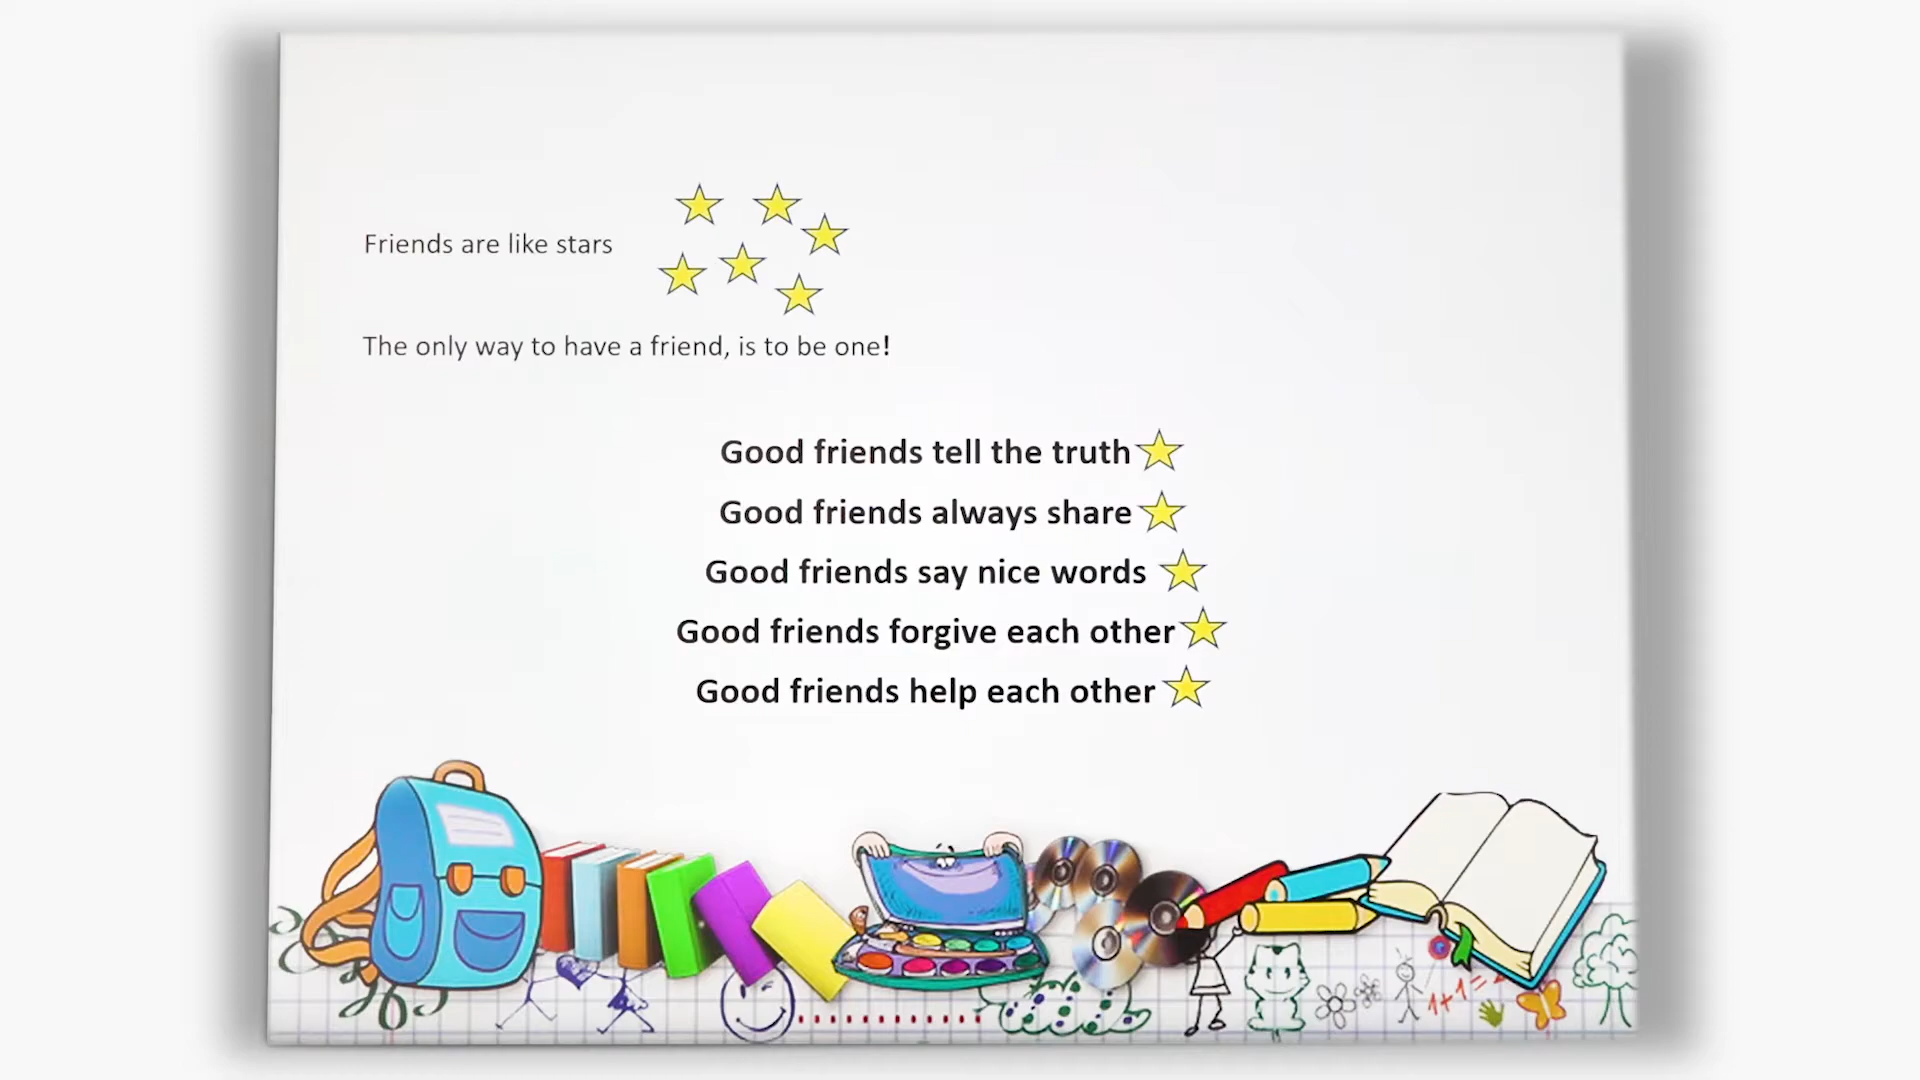 Friends are like stars
The only way to have a friend, is to be one!
Good friends tell the truth
Good friends always share
Good friends say nice words
Good friends forgive each other
Good friends help each other
1+1=